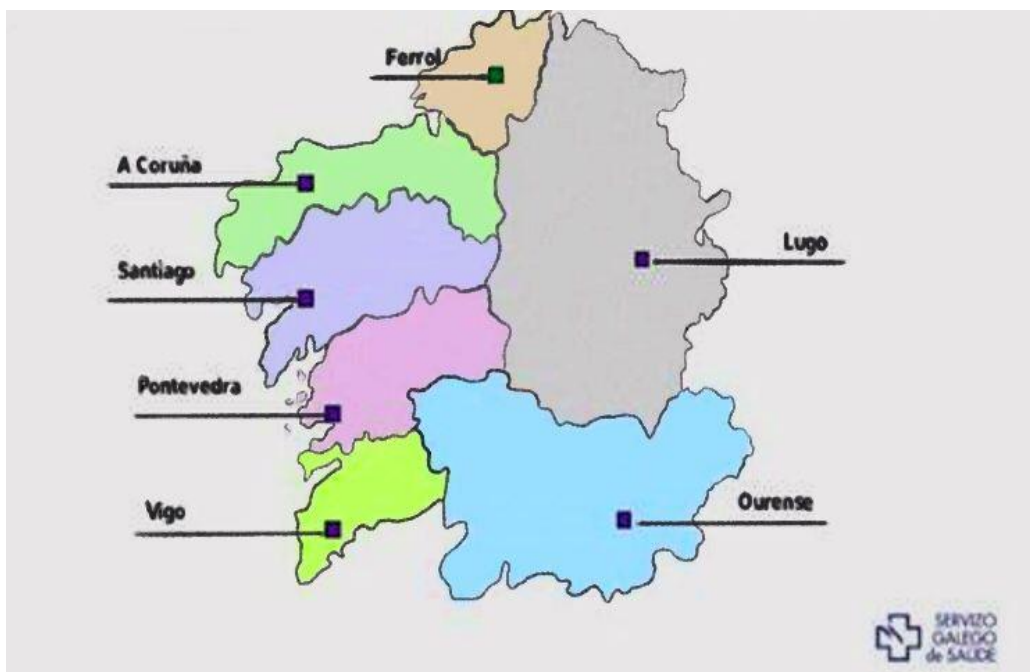 Ferrol
A Coruña
Lugo
Santiago
Pontevedra
Vigo
Ourense
SERVIZO
GALEGO
de SAÚDE